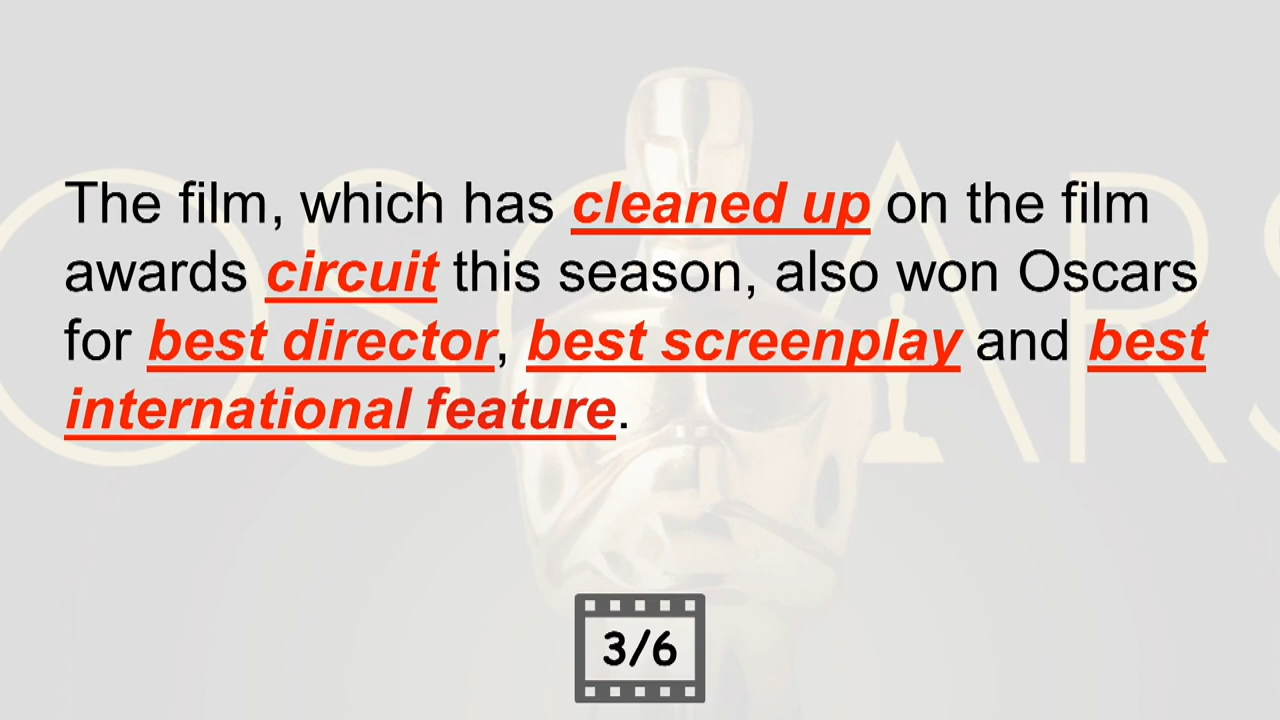 The film, which has cleaned up on the film
awards circuit this season, also won Oscars
for best director, best screenplay and best
international feature.
OSCARS
3/6